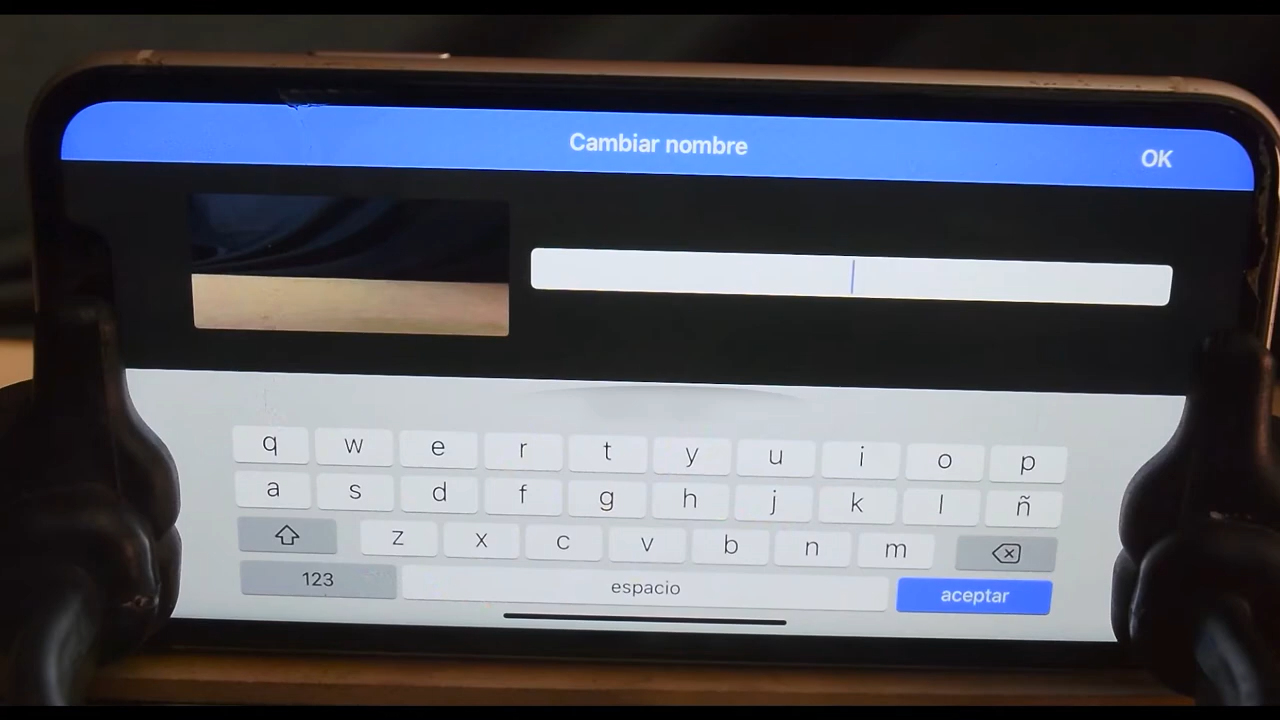 Cambiar nombre OK
q w e r t y u i o p
a s d f g h j k l ñ
z x c v b n m
123 espacio aceptar